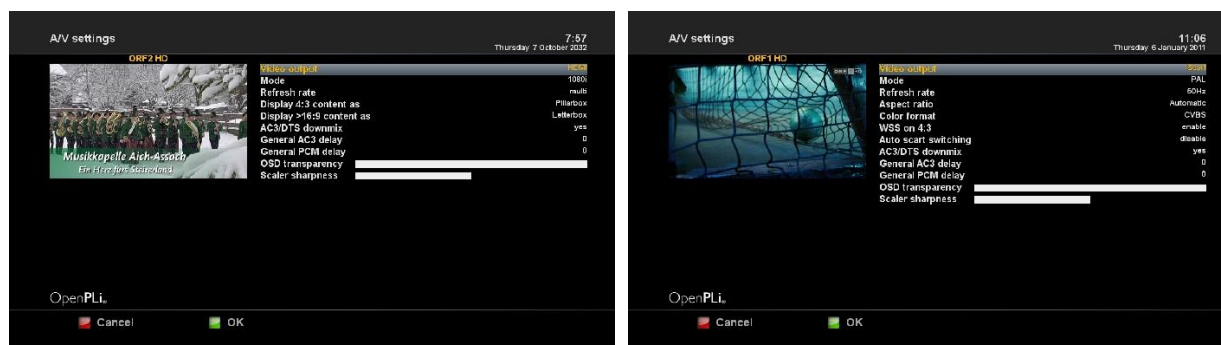 A/V settings
7:57
Thursday 7 October 2032
ORF2 HD
Video output
Mode 1080i
Refresh rate multi
Display 4:3 content as Pillarbox
Display >16:9 content as Letterbox
AC3/DTS downmix yes
General AC3 delay 0
General PCM delay 0
OSD transparency
Scaler sharpness
Musikkapelle Aich-Assach
Ein Herz fürs Steirerland
OpenPLi
Cancel OK
A/V settings
11:06
Thursday 6 January 2011
ORF1 HD
Video output Scart
Mode PAL
Refresh rate 50Hz
Aspect ratio Automatic
Color format CVBS
WSS on 4:3 enable
Auto scart switching disable
AC3/DTS downmix yes
General AC3 delay 0
General PCM delay 0
OSD transparency
Scaler sharpness
OpenPLi
Cancel OK